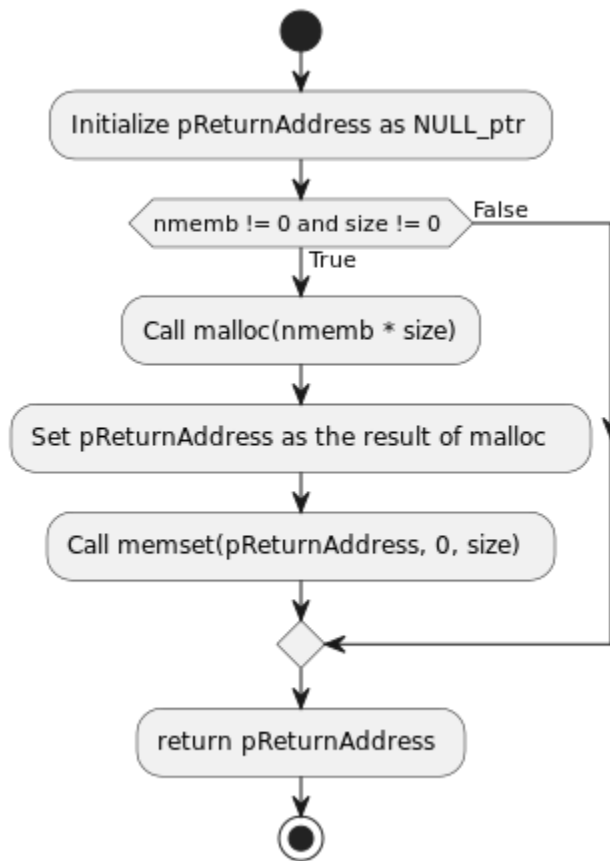 Initialize pReturnAddress as NULL_ptr
nmemb != 0 and size != 0
False
True
Call malloc(nmemb * size)
Set pReturnAddress as the result of malloc
Call memset(pReturnAddress, 0, size)
return pReturnAddress